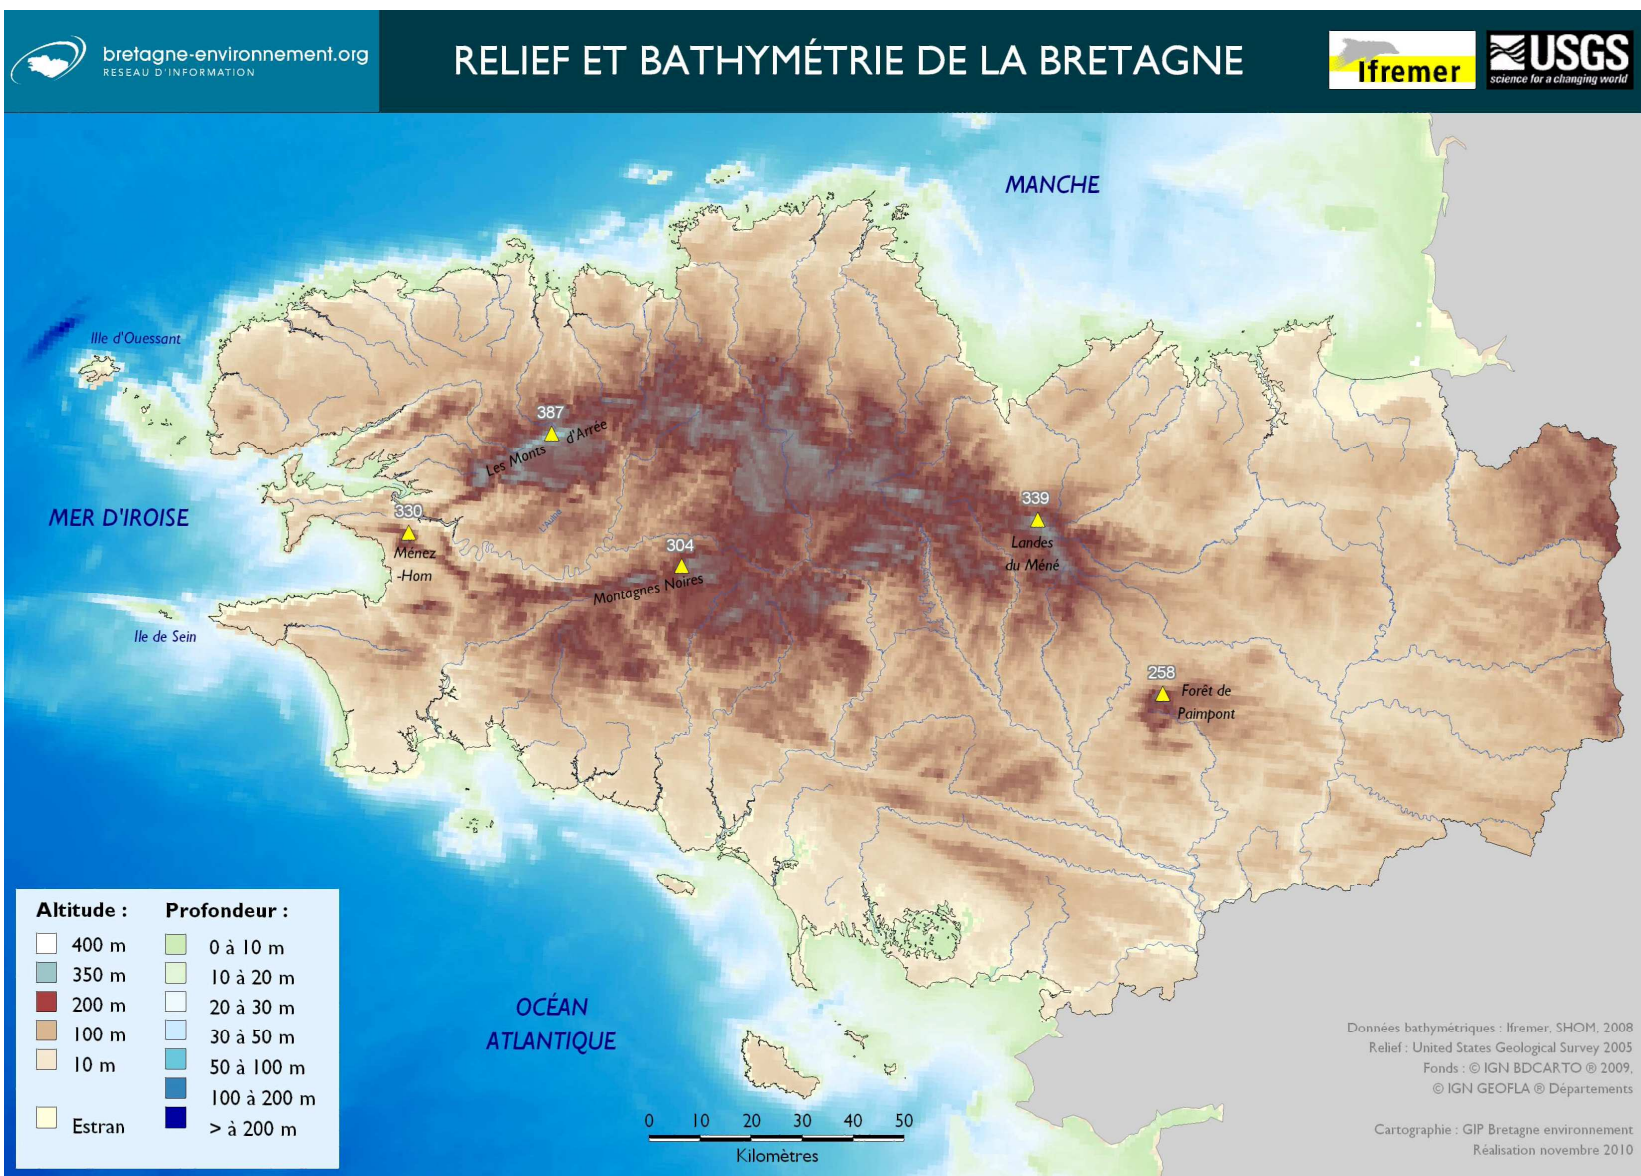 bretagne-environnement.org
RESEAU D'INFORMATION
RELIEF ET BATHYMÉTRIE DE LA BRETAGNE
Ifremer
USGS
science for a changing world
MANCHE
Ille d'Ouessant
387
Les Monts d'Arrée
MER D'IROISE
330
Ménez
-Hom
L'Aulne
339
Landes
du Méné
304
Montagnes Noires
Ile de Sein
258
Forêt de
Paimpont
Altitude :
400 m
350 m
200 m
100 m
10 m
Estran
Profondeur :
0 à 10 m
10 à 20 m
20 à 30 m
30 à 50 m
50 à 100 m
100 à 200 m
> à 200 m
OCÉAN
ATLANTIQUE
0 10 20 30 40 50
Kilomètres
Données bathymétriques : Ifremer, SHOM, 2008
Relief : United States Geological Survey 2005
Fonds : © IGN BDCARTO ® 2009,
© IGN GEOFLA ® Départements
Cartographie : GIP Bretagne environnement
Réalisation novembre 2010